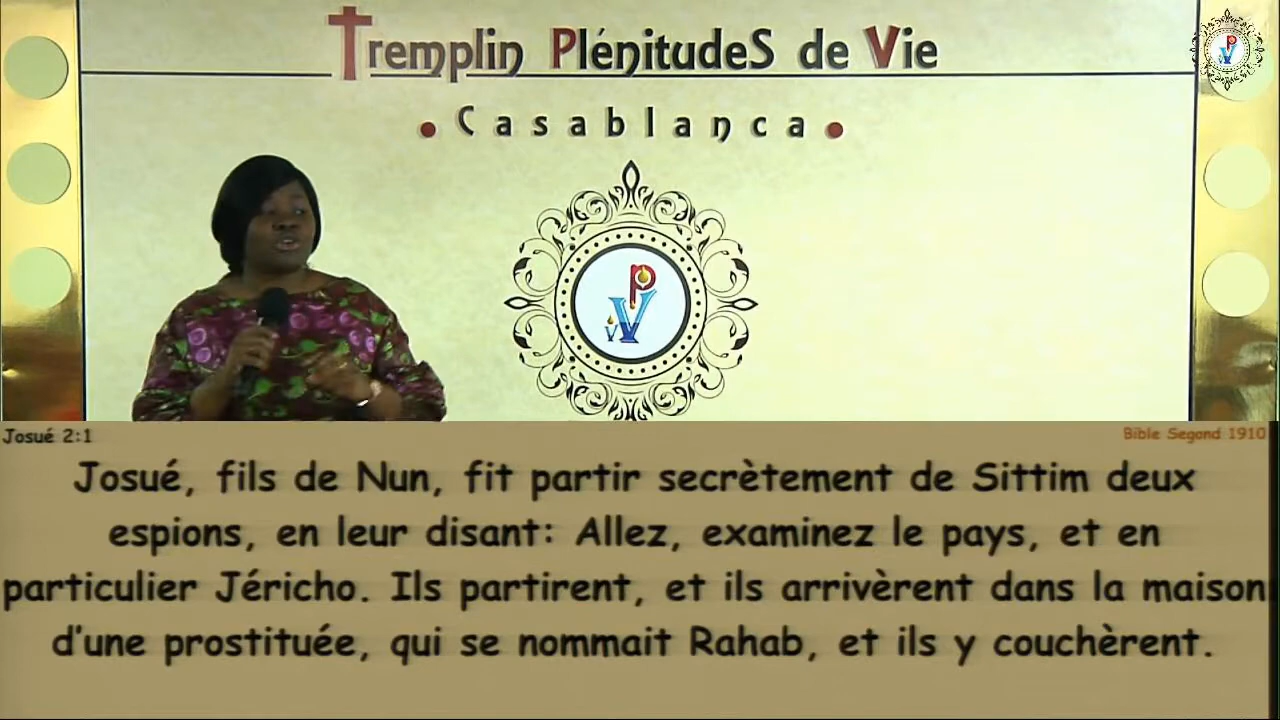 Tremplin PlénitudeS de Vie
• Casablanca •
PV
V
PV
Josué 2:1
Bible Segond 1910
Josué, fils de Nun, fit partir secrètement de Sittim deux
espions, en leur disant: Allez, examinez le pays, et en
particulier Jéricho. Ils partirent, et ils arrivèrent dans la maison
d’une prostituée, qui se nommait Rahab, et ils y couchèrent.